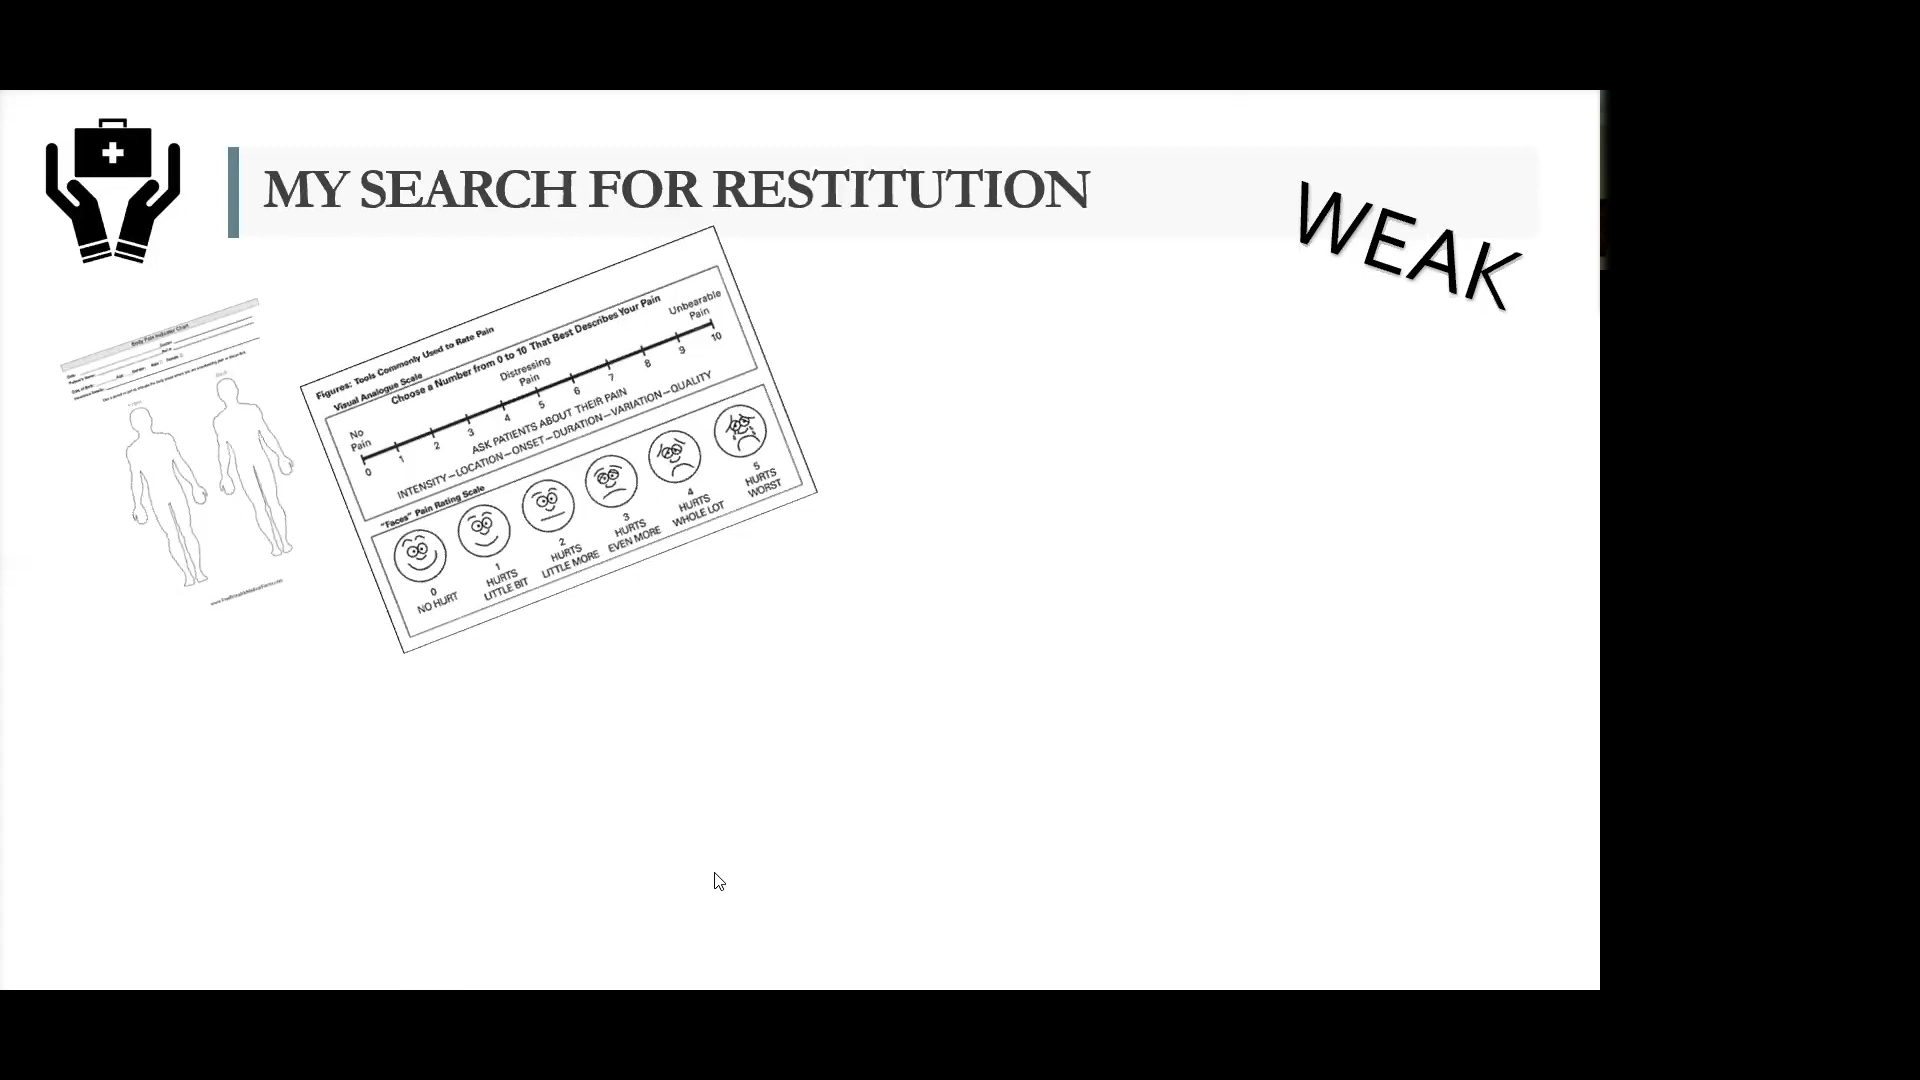 MY SEARCH FOR RESTITUTION
WEAK
Body Pain Indicator Chart
Figures: Tools Commonly Used to Rate Pain
Visual Analogue Scale
Choose a Number from 0 to 10 That Best Describes Your Pain
No Pain
Distressing Pain
Unbearable Pain
0 1 2 3 4 5 6 7 8 9 10
ASK PATIENTS ABOUT THEIR PAIN
INTENSITY—LOCATION—ONSET—DURATION—VARIATION—QUALITY
"Faces" Pain Rating Scale
0
NO HURT
1
HURTS
LITTLE BIT
2
HURTS
LITTLE MORE
3
HURTS
EVEN MORE
4
HURTS
WHOLE LOT
5
HURTS
WORST